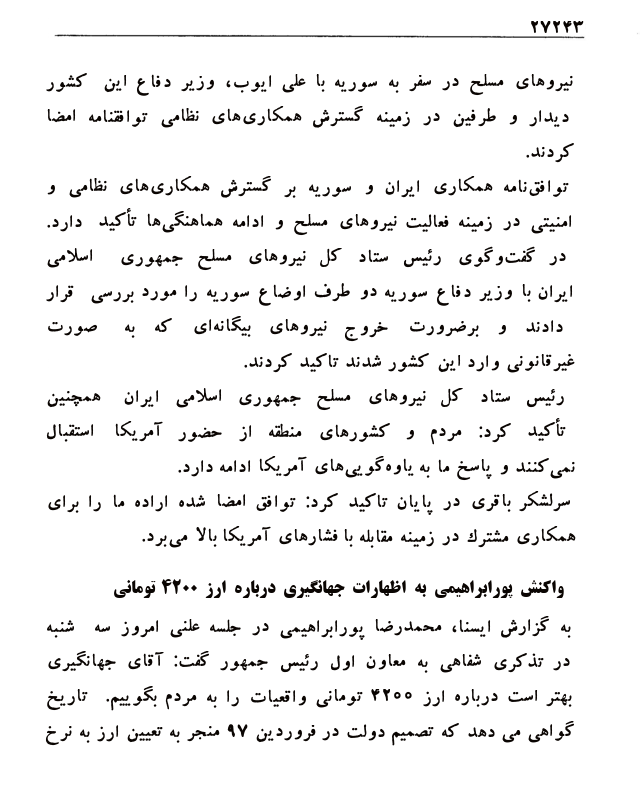 ۲۷۲۴۳
نیروهای مسلح در سفر به سوریه با علی ایوب، وزیر دفاع این کشور
دیدار و طرفین در زمینه گسترش همکاری‌های نظامی توافقنامه امضا
کردند.
توافق‌نامه همکاری ایران و سوریه بر گسترش همکاری‌های نظامی و
امنیتی در زمینه فعالیت نیروهای مسلح و ادامه هماهنگی‌ها تأکید دارد.
در گفت‌وگوی رئیس ستاد کل نیروهای مسلح جمهوری اسلامی
ایران با وزیر دفاع سوریه دو طرف اوضاع سوریه را مورد بررسی قرار
دادند و برضرورت خروج نیروهای بیگانه‌ای که به صورت
غیرقانونی وارد این کشور شدند تاکید کردند.
رئیس ستاد کل نیروهای مسلح جمهوری اسلامی ایران همچنین
تأکید کرد: مردم و کشورهای منطقه از حضور آمریکا استقبال
نمی‌کنند و پاسخ ما به یاوه‌گویی‌های آمریکا ادامه دارد.
سرلشکر باقری در پایان تاکید کرد: توافق امضا شده اراده ما را برای
همکاری مشترك در زمینه مقابله با فشارهای آمریکا بالا می‌برد.
واکنش پورابراهیمی به اظهارات جهانگیری درباره ارز ۴۲۰۰ تومانی
به گزارش ایسنا، محمدرضا پورابراهیمی در جلسه علنی امروز سه شنبه
در تذکری شفاهی به معاون اول رئیس جمهور گفت: آقای جهانگیری
بهتر است درباره ارز ۴۲۰۰ تومانی واقعیات را به مردم بگوییم. تاریخ
گواهی می دهد که تصمیم دولت در فروردین ۹۷ منجر به تعیین ارز به نرخ